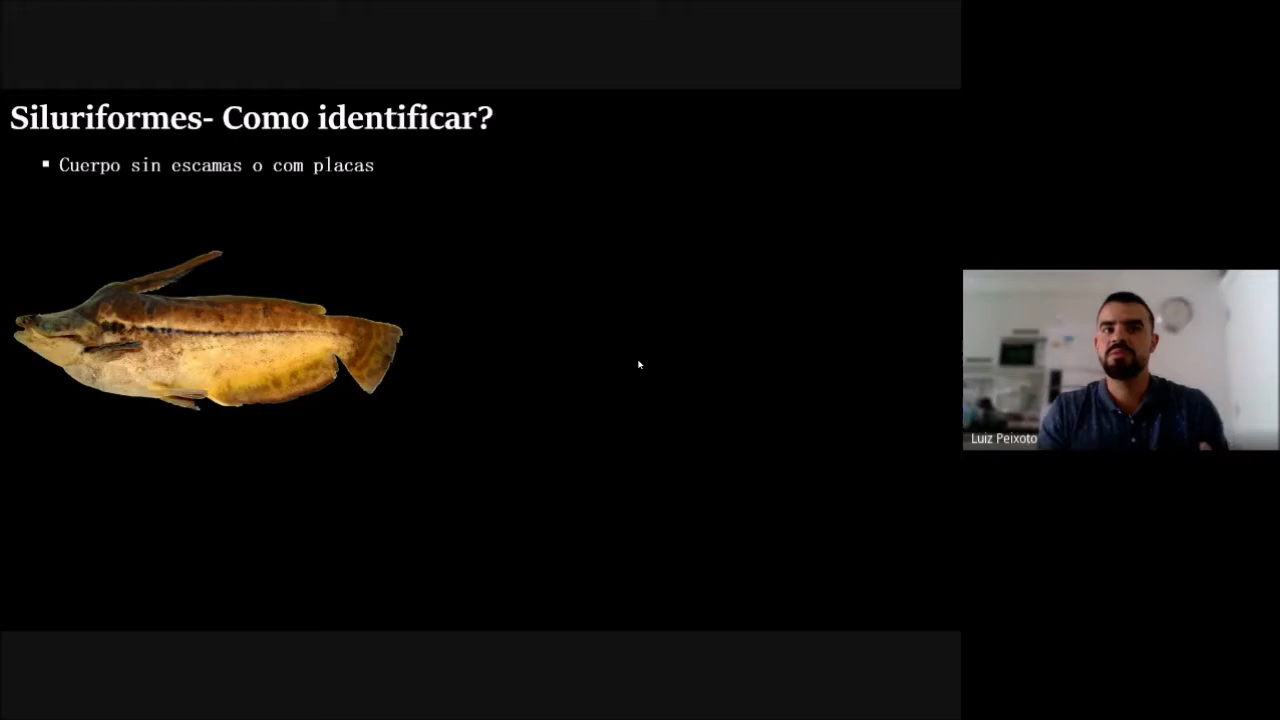 Siluriformes- Como identificar?
▪ Cuerpo sin escamas o com placas
Luiz Peixoto